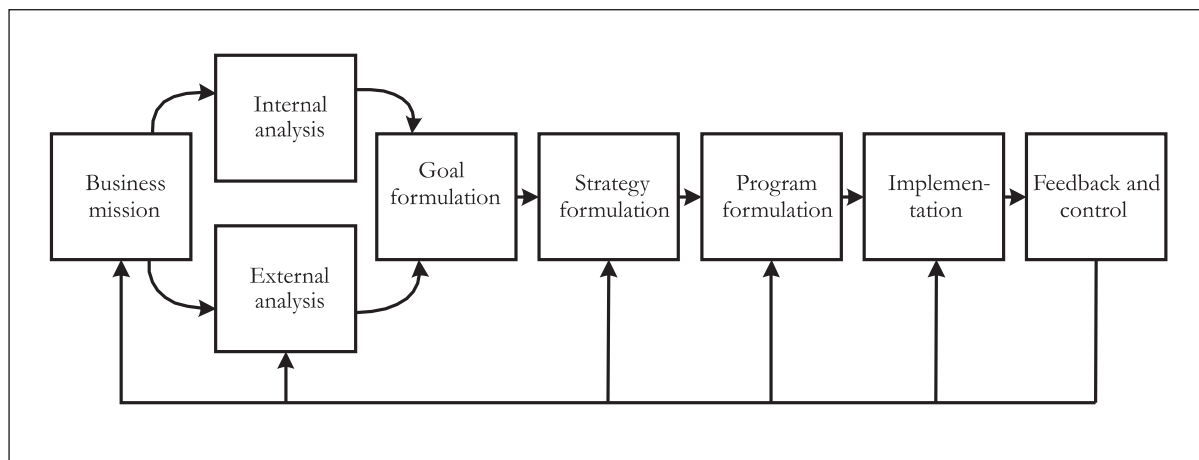 Business
mission
Internal
analysis
External
analysis
Goal
formulation
Strategy
formulation
Program
formulation
Implemen-
tation
Feedback and
control